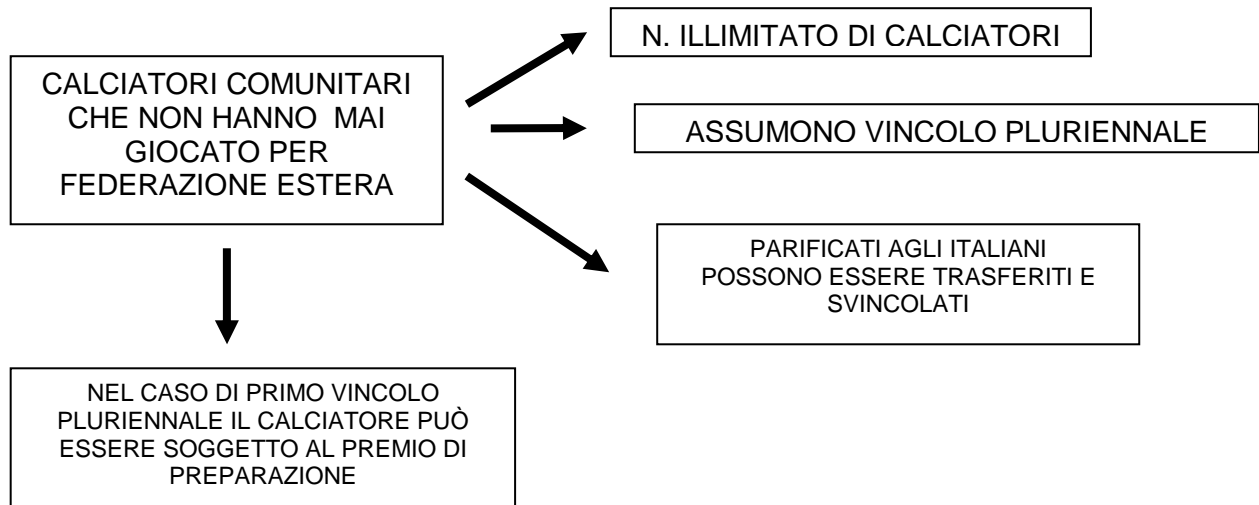 N. ILLIMITATO DI CALCIATORI
CALCIATORI COMUNITARI
CHE NON HANNO MAI
GIOCATO PER
FEDERAZIONE ESTERA
ASSUMONO VINCOLO PLURIENNALE
PARIFICATI AGLI ITALIANI
POSSONO ESSERE TRASFERITI E
SVINCOLATI
NEL CASO DI PRIMO VINCOLO
PLURIENNALE IL CALCIATORE PUÒ
ESSERE SOGGETTO AL PREMIO DI
PREPARAZIONE